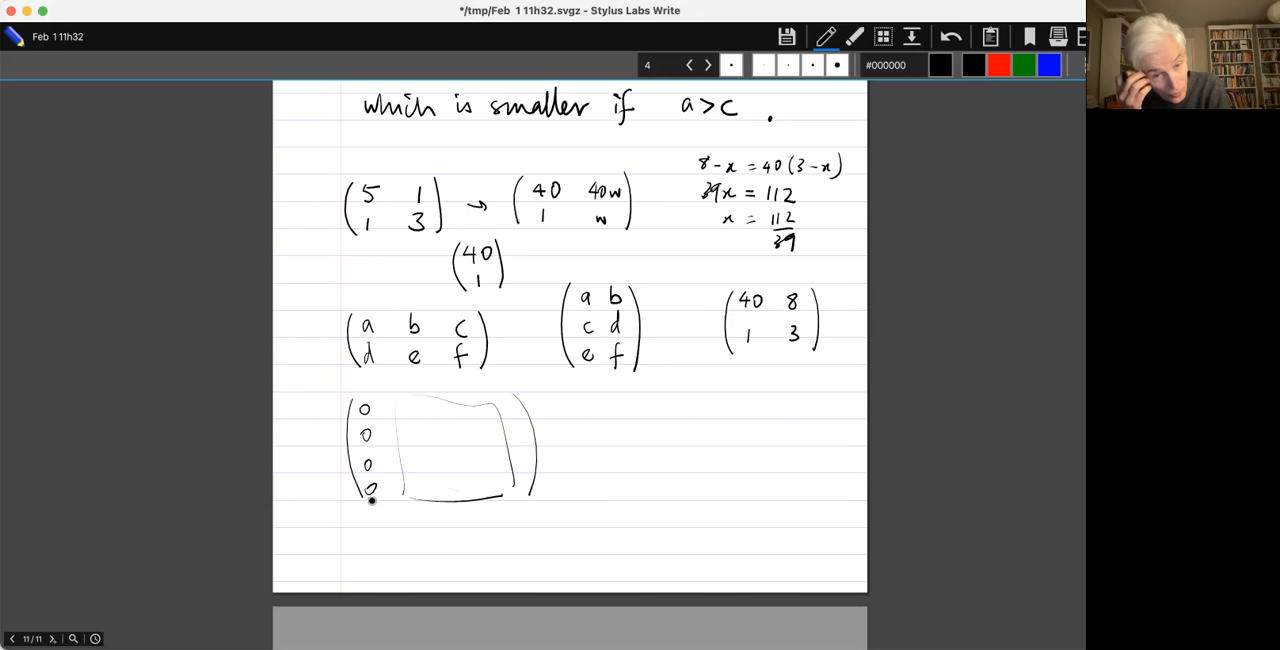 */tmp/Feb 1 11h32.svgz - Stylus Labs Write
Feb 1 11h32
4
#000000
which is smaller if a>c .
8-x = 40(3-x)
39x = 112
x = 112/39
(5 1
1 3) → (40 40w
1 w)
(40
1)
(a b c
d e f)
(a b
c d
e f)
(40 8
1 3)
(0
0
0
0 )
11/11